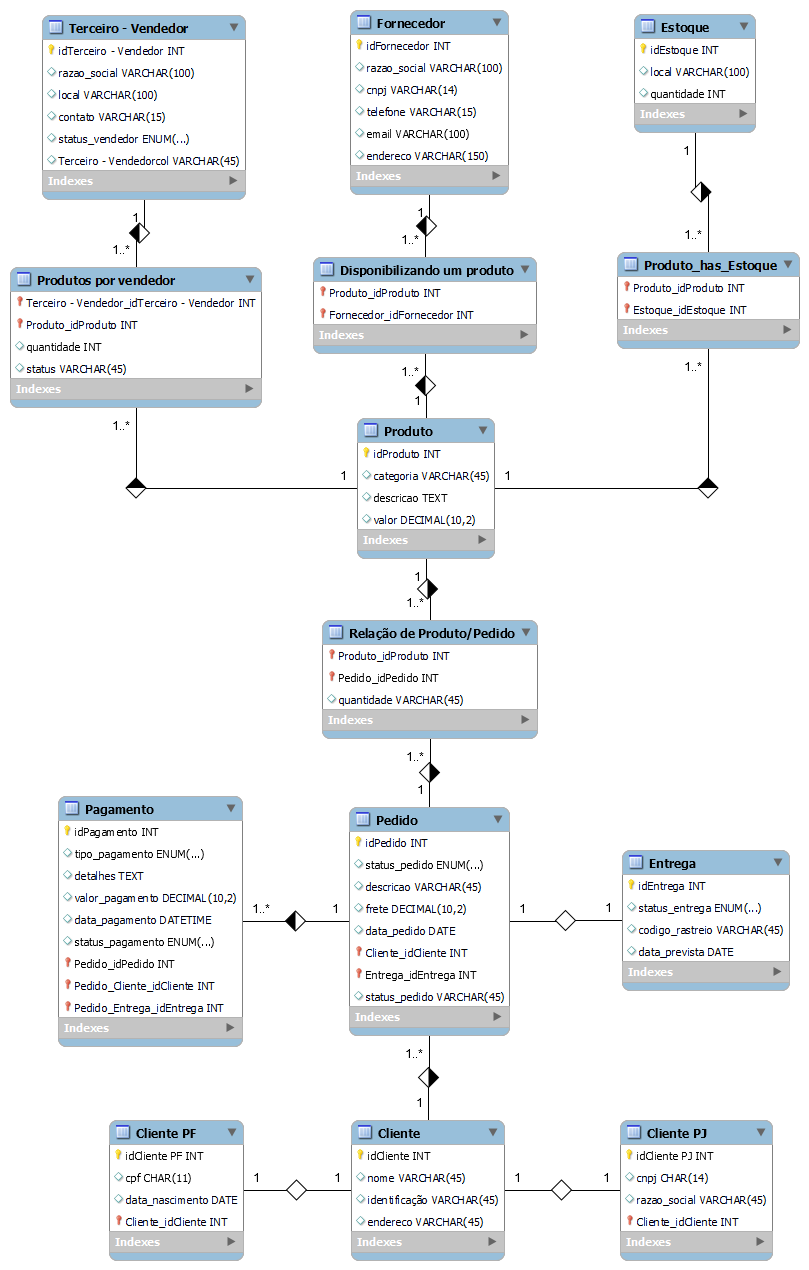 Terceiro - Vendedor
idTerceiro - Vendedor INT
razao_social VARCHAR(100)
local VARCHAR(100)
contato VARCHAR(15)
status_vendedor ENUM(...)
Terceiro - Vendedorcol VARCHAR(45)
Indexes
Fornecedor
idFornecedor INT
razao_social VARCHAR(100)
cnpj VARCHAR(14)
telefone VARCHAR(15)
email VARCHAR(100)
endereco VARCHAR(150)
Indexes
Estoque
idEstoque INT
local VARCHAR(100)
quantidade INT
Indexes
1
1..*
1
1..*
1
1..*
Produtos por vendedor
Terceiro - Vendedor_idTerceiro - Vendedor INT
Produto_idProduto INT
quantidade INT
status VARCHAR(45)
Indexes
Disponibilizando um produto
Produto_idProduto INT
Fornecedor_idFornecedor INT
Indexes
Produto_has_Estoque
Produto_idProduto INT
Estoque_idEstoque INT
Indexes
1..*
1
1..*
1
1..*
1
Produto
idProduto INT
categoria VARCHAR(45)
descricao TEXT
valor DECIMAL(10,2)
Indexes
1
1..*
Relação de Produto/Pedido
Produto_idProduto INT
Pedido_idPedido INT
quantidade VARCHAR(45)
Indexes
1..*
1
Pagamento
idPagamento INT
tipo_pagamento ENUM(...)
detalhes TEXT
valor_pagamento DECIMAL(10,2)
data_pagamento DATETIME
status_pagamento ENUM(...)
Pedido_idPedido INT
Pedido_Cliente_idCliente INT
Pedido_Entrega_idEntrega INT
Indexes
1..*
1
Pedido
idPedido INT
status_pedido ENUM(...)
descricao VARCHAR(45)
frete DECIMAL(10,2)
data_pedido DATE
Cliente_idCliente INT
Entrega_idEntrega INT
status_pedido VARCHAR(45)
Indexes
1
1
Entrega
idEntrega INT
status_entrega ENUM(...)
codigo_rastreio VARCHAR(45)
data_prevista DATE
Indexes
1..*
1
Cliente PF
idCliente PF INT
cpf CHAR(11)
data_nascimento DATE
Cliente_idCliente INT
Indexes
1
1
Cliente
idCliente INT
nome VARCHAR(45)
identificação VARCHAR(45)
endereco VARCHAR(45)
Indexes
1
1
Cliente PJ
idCliente PJ INT
cnpj CHAR(14)
razao_social VARCHAR(45)
Cliente_idCliente INT
Indexes